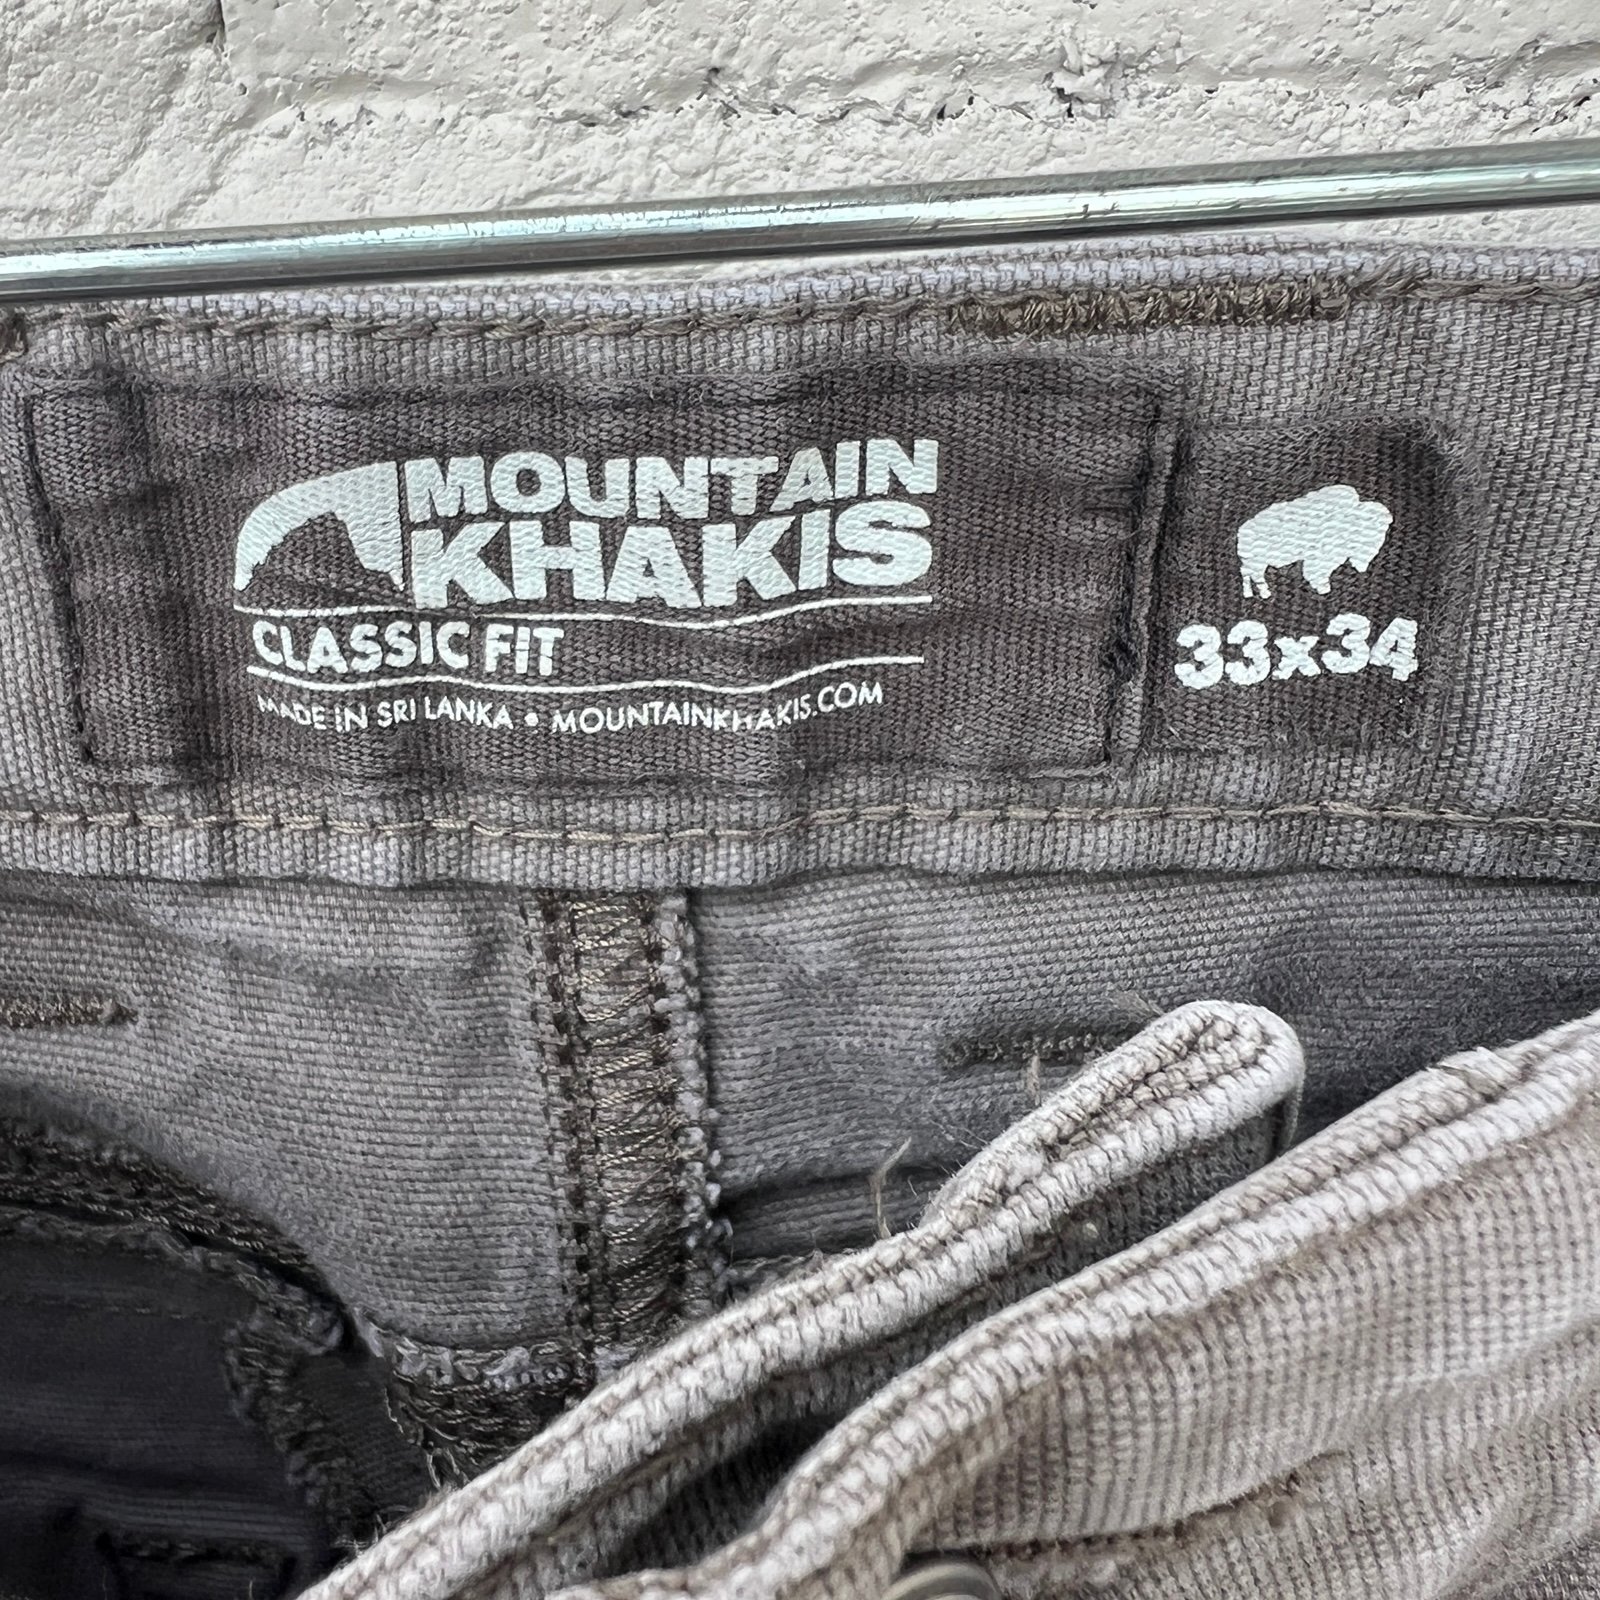 MOUNTAIN
KHAKIS
CLASSIC FIT
MADE IN SRI LANKA • MOUNTAINKHAKIS.COM
33x34